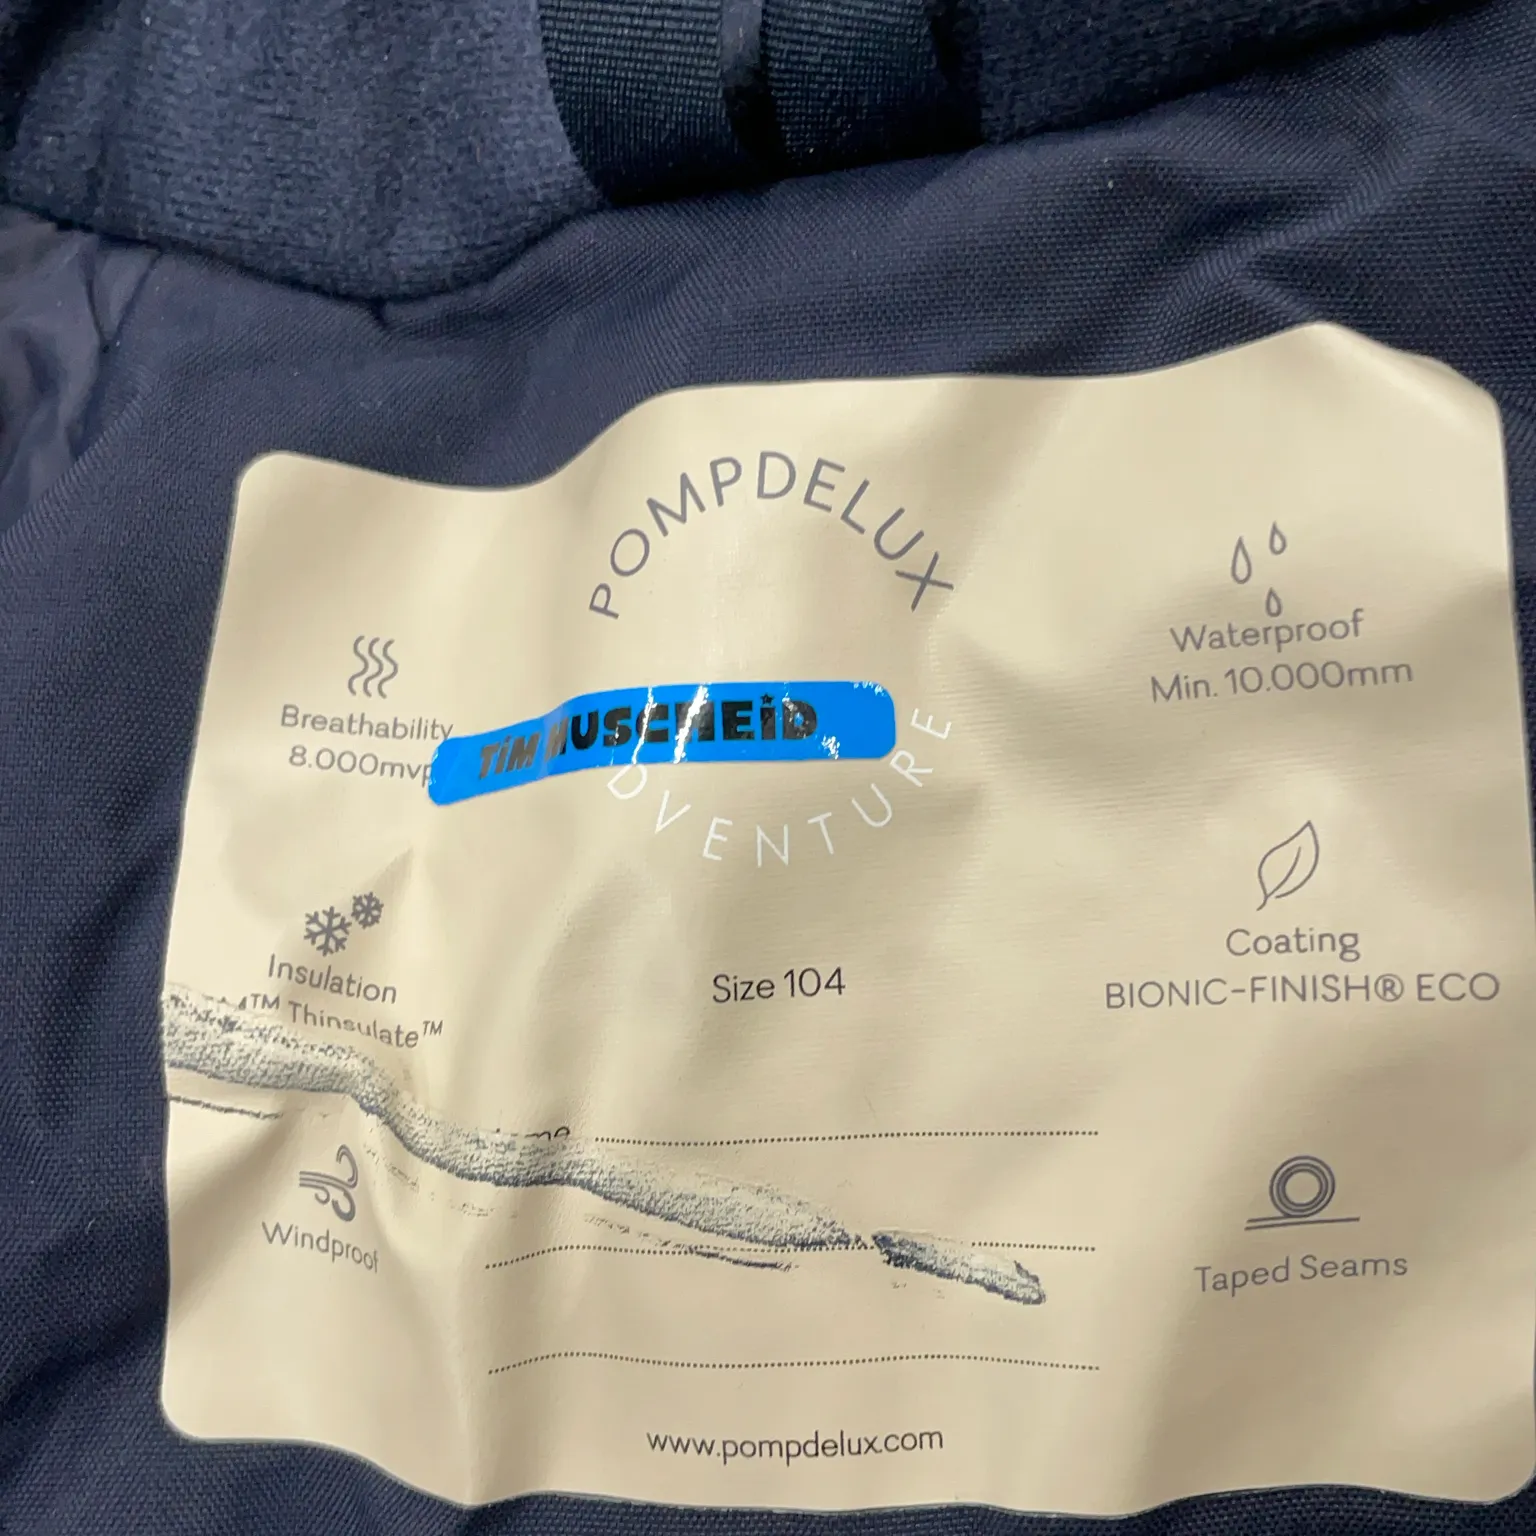 POMPDELUX
Waterproof
Min. 10.000mm
Breathability
8.000mvp
TiM
DVENTURE
Insulation
™ Thinsulate™
Size 104
Coating
BIONIC-FINISH® ECO
Windproof
Taped Seams
www.pompdelux.com